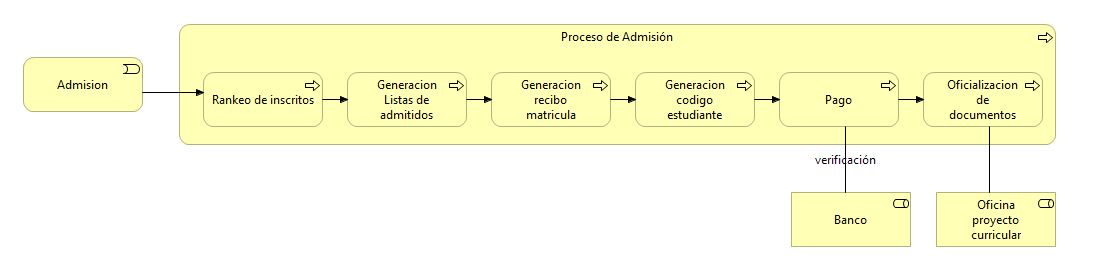 Proceso de Admisión
Admision
Rankeo de inscritos
Generacion
Listas de
admitidos
Generacion
recibo
matricula
Generacion
codigo
estudiante
Pago
Oficializacion
de
documentos
verificación
Banco
Oficina
proyecto
curricular